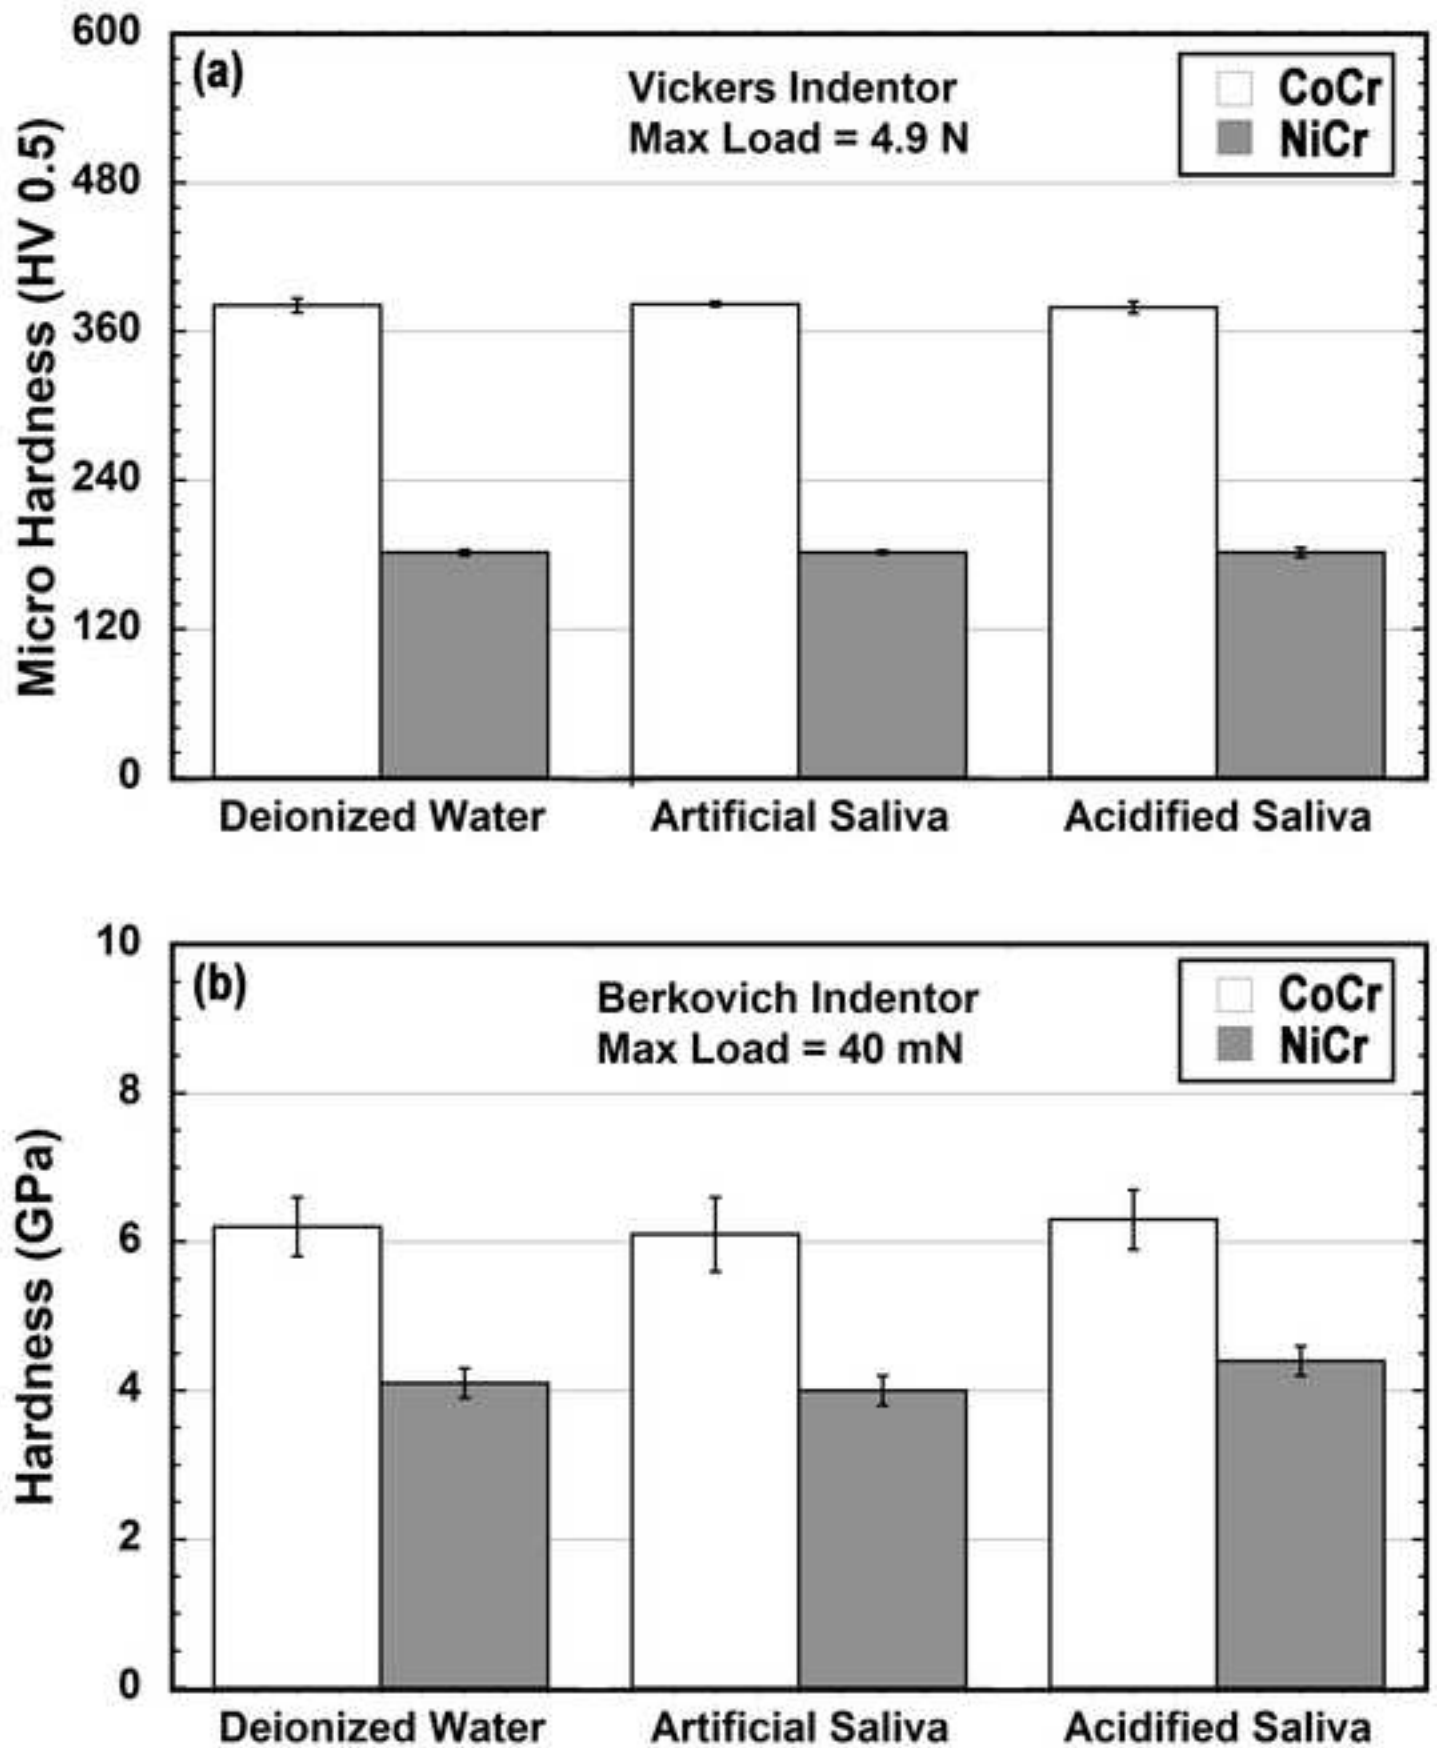 (a)
Vickers Indentor
Max Load = 4.9 N
CoCr
NiCr
Micro Hardness (HV 0.5)
600
480
360
240
120
0
Deionized Water
Artificial Saliva
Acidified Saliva
(b)
Berkovich Indentor
Max Load = 40 mN
CoCr
NiCr
Hardness (GPa)
10
8
6
4
2
0
Deionized Water
Artificial Saliva
Acidified Saliva